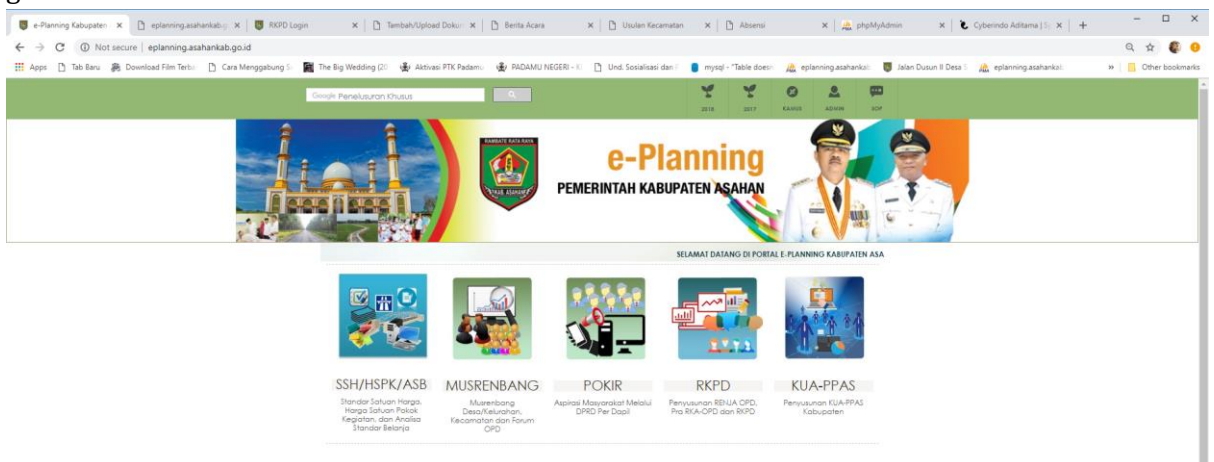 e-Planning Kabupaten
eplanning.asahankab.g
RKPD Login
Tambah/Upload Dokum
Berita Acara
Usulan Kecamatan
Absensi
phpMyAdmin
Cyberindo Aditama | S
Not secure | eplanning.asahankab.go.id
Apps
Tab Baru
Download Film Terb
Cara Menggabung S
The Big Wedding (20
Aktivasi PTK Padamu
PADAMU NEGERI - K
Und. Sosialisasi dan F
mysql - "Table doesn
eplanning.asahankab
Jalan Dusun II Desa S
eplanning.asahankab
Other bookmarks
Google Penelusuran Khusus
2018
2017
KAMUS
ADMIN
RAMBATE RATA RAYA
e-Planning
PEMERINTAH KABUPATEN ASAHAN
SELAMAT DATANG DI PORTAL E-PLANNING KABUPATEN ASA
SSH/HSPK/ASB
Standar Satuan Harga,
Harga Satuan Pokok
Kegiatan, dan Analisa
Standar Belanja
MUSRENBANG
Musrenbang
Desa/Kelurahan,
Kecamatan dan Forum
OPD
POKIR
Aspirasi Masyarakat Melalui
DPRD Per Dapil
RKPD
Penyusunan RENJA OPD,
Pra RKA-OPD dan RKPD
KUA-PPAS
Penyusunan KUA-PPAS
Kabupaten